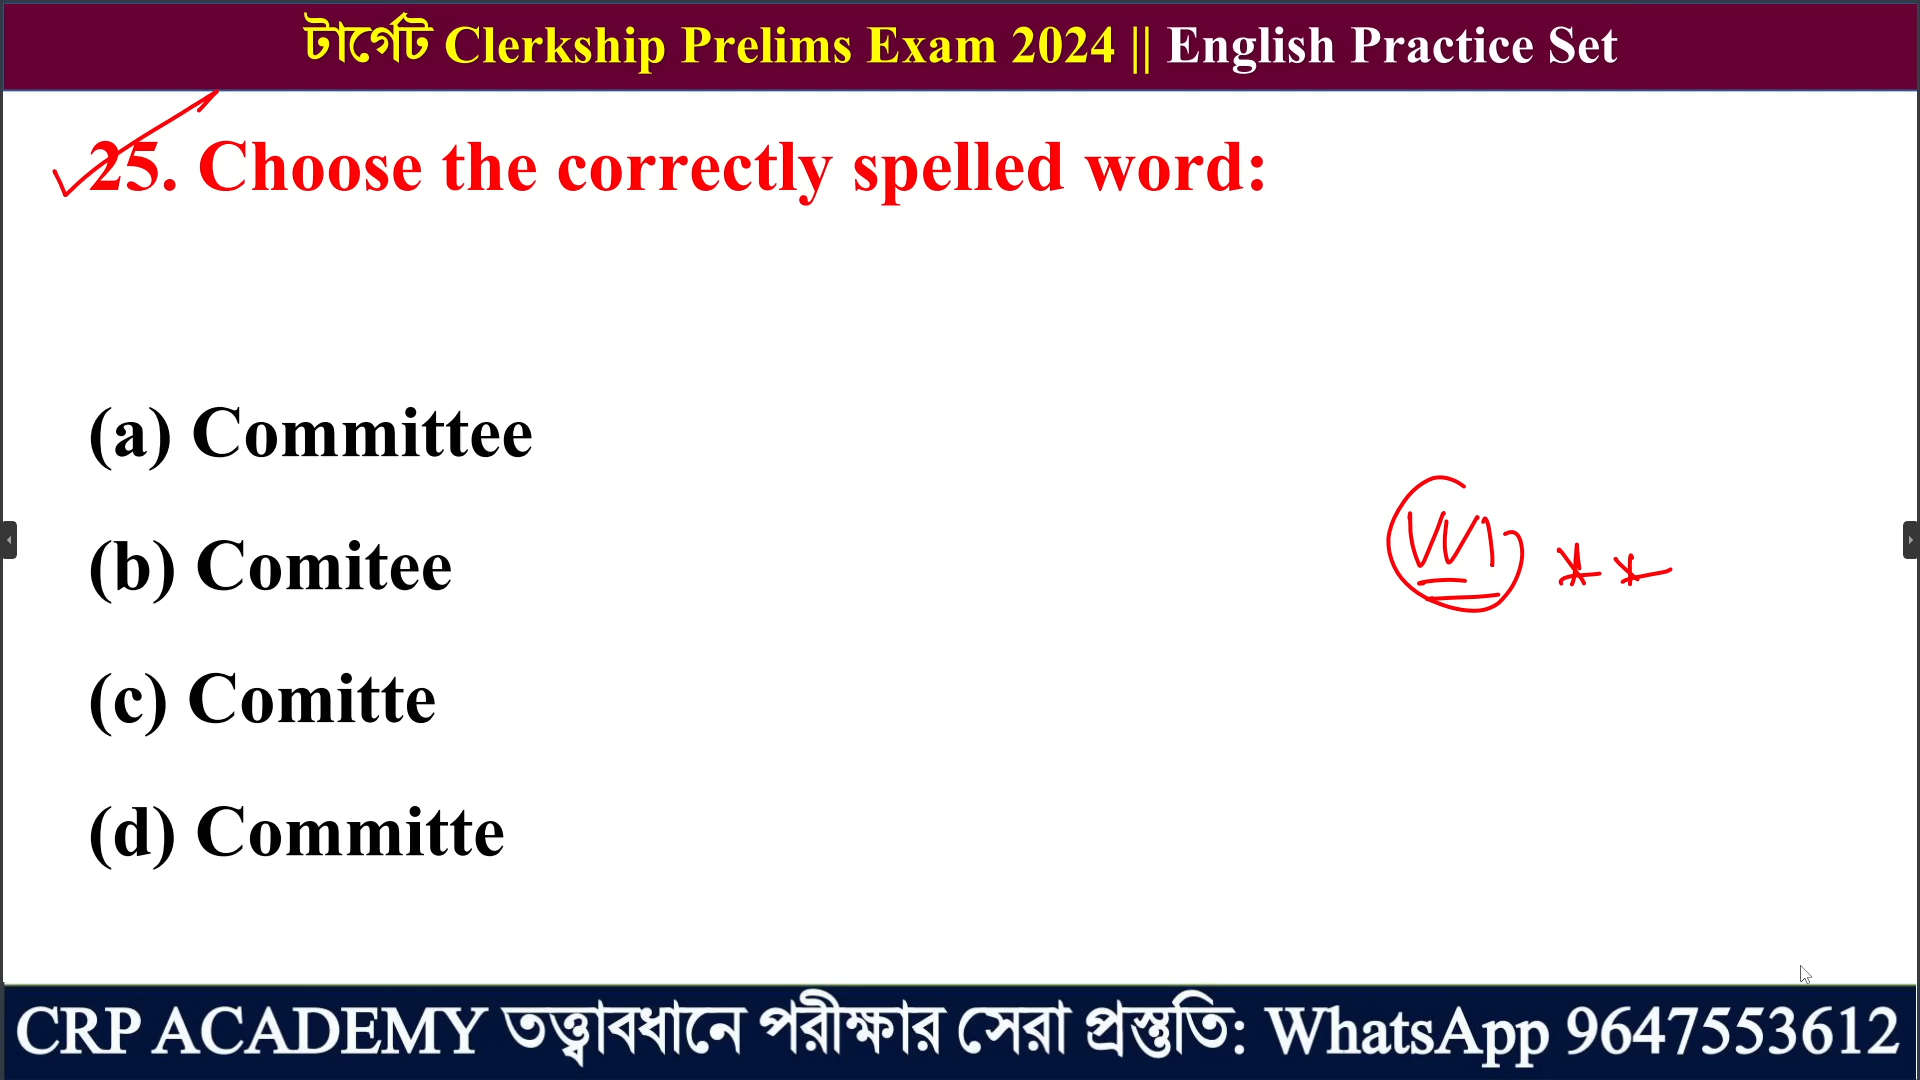 টার্গেট Clerkship Prelims Exam 2024 || English Practice Set
25. Choose the correctly spelled word:
(a) Committee
(b) Comitee
(c) Comitte
(d) Committe
VVI **
CRP ACADEMY তত্ত্বাবধানে পরীক্ষার সেরা প্রস্তুতি: WhatsApp 9647553612